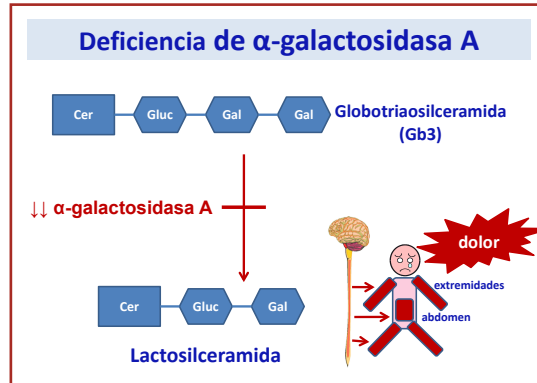 Deficiencia de α-galactosidasa A
Cer Gluc Gal Gal
Globotriaosilceramida
(Gb3)
↓↓ α-galactosidasa A
dolor
extremidades
abdomen
Cer Gluc Gal
Lactosilceramida